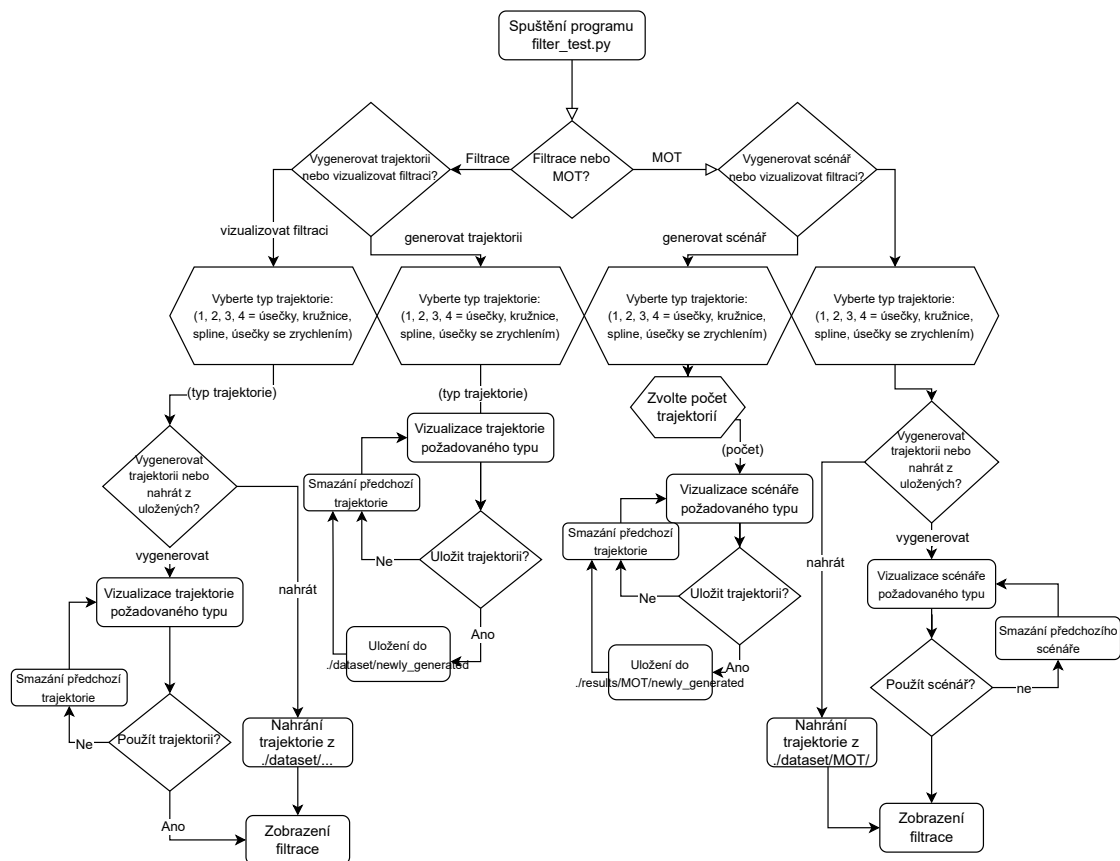 Spuštění programu
filter_test.py
Vygenerovat trajektorii
nebo vizualizovat filtraci?
Filtrace
Filtrace nebo
MOT?
MOT
Vygenerovat scénář
nebo vizualizovat filtraci?
vizualizovat filtraci
generovat trajektorii
generovat scénář
Vyberte typ trajektorie:
(1, 2, 3, 4 = úsečky, kružnice,
spline, úsečky se zrychlením)
Vyberte typ trajektorie:
(1, 2, 3, 4 = úsečky, kružnice,
spline, úsečky se zrychlením)
Vyberte typ trajektorie:
(1, 2, 3, 4 = úsečky, kružnice,
spline, úsečky se zrychlením)
Vyberte typ trajektorie:
(1, 2, 3, 4 = úsečky, kružnice,
spline, úsečky se zrychlením)
(typ trajektorie)
Vygenerovat
trajektorii nebo
nahrát z
uložených?
vygenerovat
nahrát
Vizualizace trajektorie
požadovaného typu
Smazání předchozí
trajektorie
Ne
Použít trajektorii?
Ano
Nahrání
trajektorie z
./dataset/...
Zobrazení
filtrace
(typ trajektorie)
Vizualizace trajektorie
požadovaného typu
Smazání předchozí
trajektorie
Ne
Uložit trajektorii?
Ano
Uložení do
./dataset/newly_generated
Zvolte počet
trajektorií
(počet)
Vizualizace scénáře
požadovaného typu
Smazání předchozí
trajektorie
Ne
Uložit trajektorii?
Ano
Uložení do
./results/MOT/newly_generated
Vygenerovat
trajektorii nebo
nahrát z
uložených?
vygenerovat
nahrát
Vizualizace scénáře
požadovaného typu
Smazání předchozího
scénáře
Použít scénář?
ne
Nahrání
trajektorie z
./dataset/MOT/
Zobrazení
filtrace